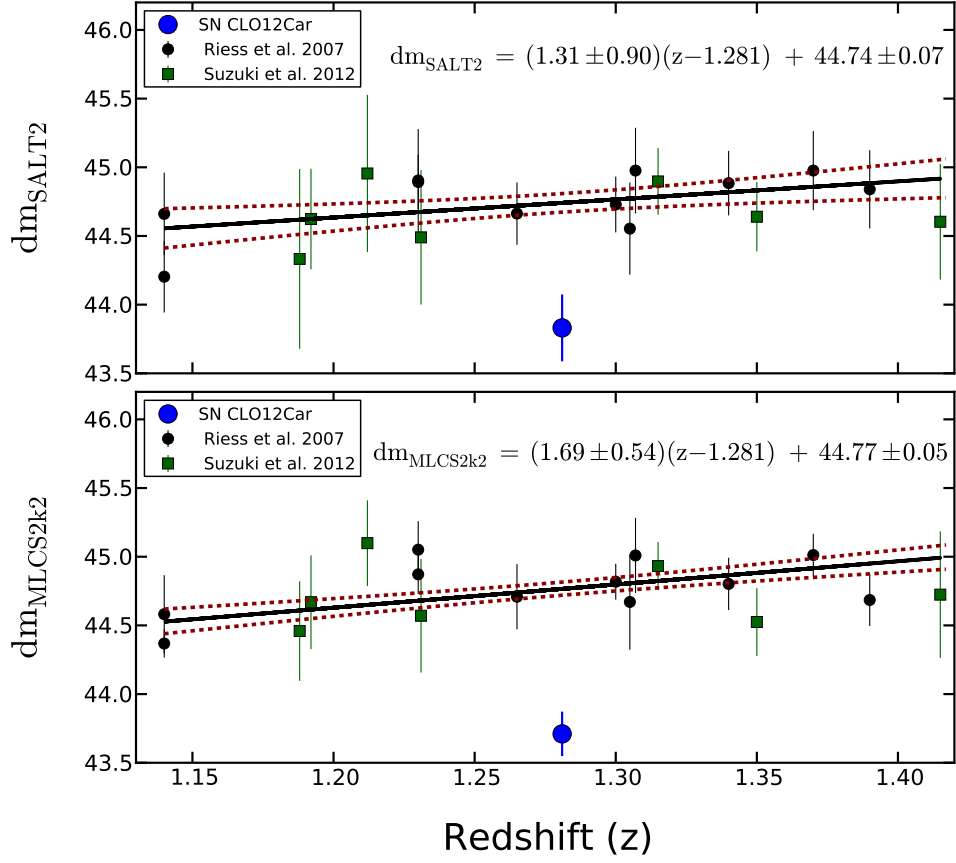 SN CLO12Car
Riess et al. 2007
Suzuki et al. 2012
dm_SALT2 = (1.31±0.90)(z−1.281) + 44.74±0.07
dm_SALT2
46.0
45.5
45.0
44.5
44.0
43.5
SN CLO12Car
Riess et al. 2007
Suzuki et al. 2012
dm_MLCS2k2 = (1.69±0.54)(z−1.281) + 44.77±0.05
dm_MLCS2k2
46.0
45.5
45.0
44.5
44.0
43.5
1.15 1.20 1.25 1.30 1.35 1.40
Redshift (z)